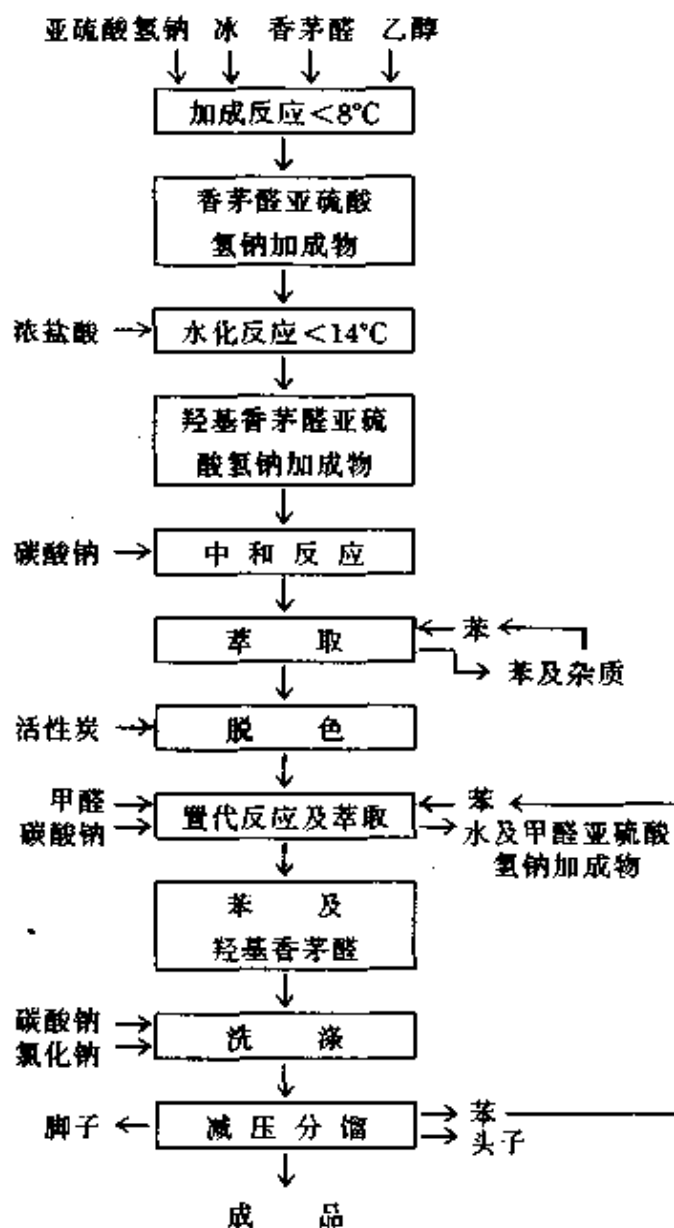 亚硫酸氢钠 冰 香茅醛 乙醇
加成反应<8℃
香茅醛亚硫酸
氢钠加成物
浓盐酸
水化反应<14℃
羟基香茅醛亚硫
酸氢钠加成物
碳酸钠
中和反应
萃取
苯
苯及杂质
活性炭
脱色
甲醛
碳酸钠
置代反应及萃取
苯
水及甲醛亚硫酸
氢钠加成物
苯及
羟基香茅醛
碳酸钠
氯化钠
洗涤
脚子
减压分馏
苯
头子
成品